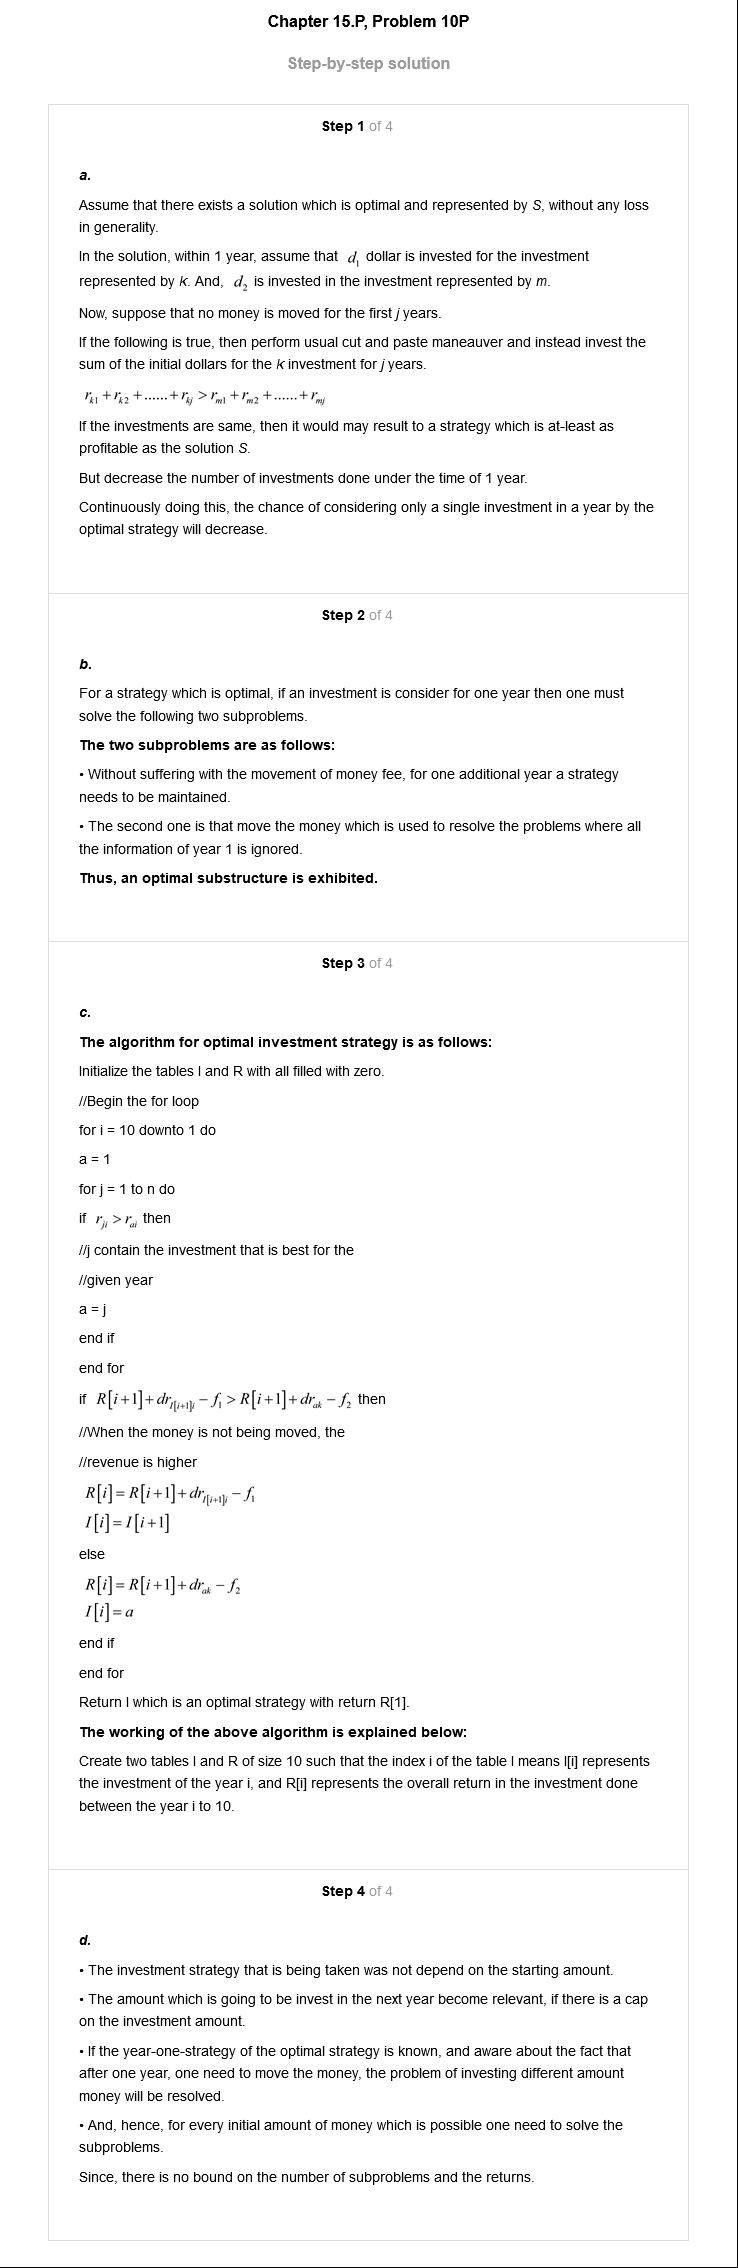 Chapter 15.P, Problem 10P
Step-by-step solution
Step 1 of 4
a.
Assume that there exists a solution which is optimal and represented by S, without any loss
in generality.
In the solution, within 1 year, assume that d₁ dollar is invested for the investment
represented by k. And, d₂ is invested in the investment represented by m.
Now, suppose that no money is moved for the first j years.
If the following is true, then perform usual cut and paste maneauver and instead invest the
sum of the initial dollars for the k investment for j years.
r_{k1} + r_{k2} + ...... + r_{kj} > r_{m1} + r_{m2} + ...... + r_{mj}
If the investments are same, then it would may result to a strategy which is at-least as
profitable as the solution S.
But decrease the number of investments done under the time of 1 year.
Continuously doing this, the chance of considering only a single investment in a year by the
optimal strategy will decrease.
Step 2 of 4
b.
For a strategy which is optimal, if an investment is consider for one year then one must
solve the following two subproblems.
The two subproblems are as follows:
• Without suffering with the movement of money fee, for one additional year a strategy
needs to be maintained.
• The second one is that move the money which is used to resolve the problems where all
the information of year 1 is ignored.
Thus, an optimal substructure is exhibited.
Step 3 of 4
c.
The algorithm for optimal investment strategy is as follows:
Initialize the tables I and R with all filled with zero.
//Begin the for loop
for i = 10 downto 1 do
a = 1
for j = 1 to n do
if r_{ji} > r_{ai} then
//j contain the investment that is best for the
//given year
a = j
end if
end for
if R[i+1] + dr_{I[i+1]i} − f₁ > R[i+1] + dr_{ak} − f₂ then
//When the money is not being moved, the
//revenue is higher
R[i] = R[i+1] + dr_{I[i+1]i} − f₁
I[i] = I[i+1]
else
R[i] = R[i+1] + dr_{ak} − f₂
I[i] = a
end if
end for
Return I which is an optimal strategy with return R[1].
The working of the above algorithm is explained below:
Create two tables I and R of size 10 such that the index i of the table I means I[i] represents
the investment of the year i, and R[i] represents the overall return in the investment done
between the year i to 10.
Step 4 of 4
d.
• The investment strategy that is being taken was not depend on the starting amount.
• The amount which is going to be invest in the next year become relevant, if there is a cap
on the investment amount.
• If the year-one-strategy of the optimal strategy is known, and aware about the fact that
after one year, one need to move the money, the problem of investing different amount
money will be resolved.
• And, hence, for every initial amount of money which is possible one need to solve the
subproblems.
Since, there is no bound on the number of subproblems and the returns.